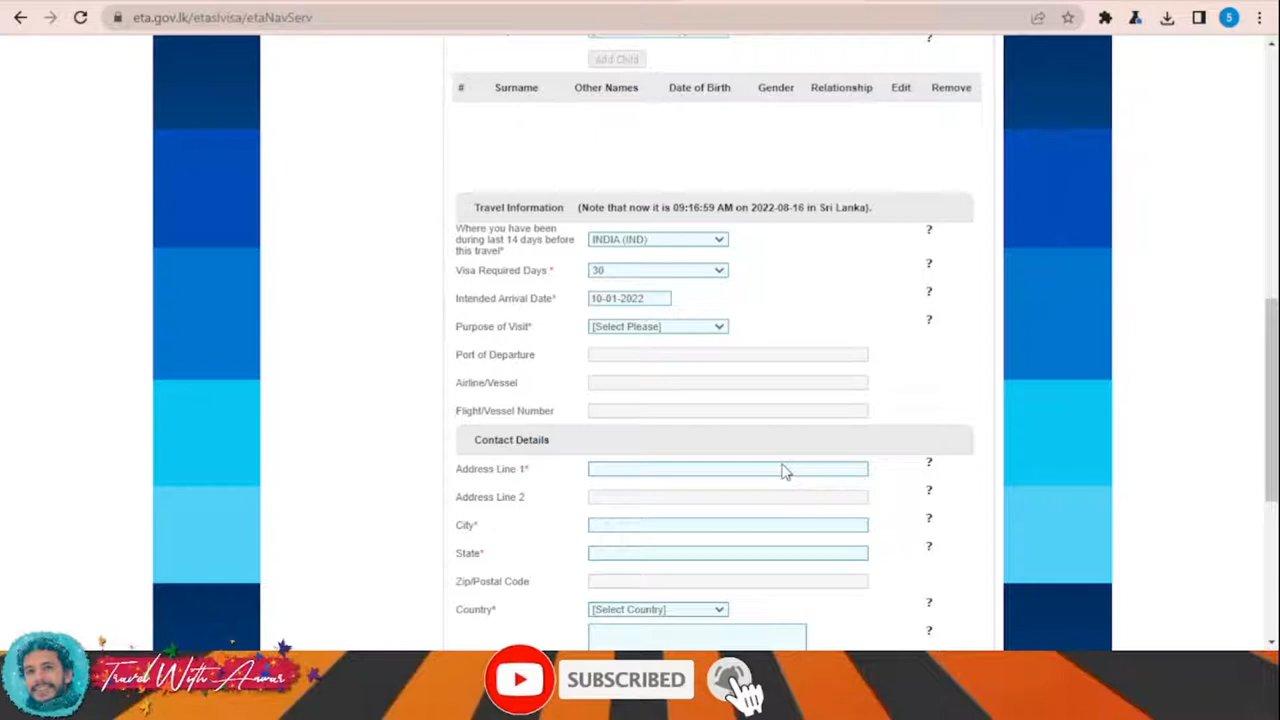 eta.gov.lk/etaslvisa/etaNavServ
5
?
Add Child
# Surname Other Names Date of Birth Gender Relationship Edit Remove
Travel Information (Note that now it is 09:16:59 AM on 2022-08-16 in Sri Lanka).
Where you have been
during last 14 days before
this travel*
INDIA (IND)
?
Visa Required Days * 30 ?
Intended Arrival Date* 10-01-2022 ?
Purpose of Visit* [Select Please] ?
Port of Departure
Airline/Vessel
Flight/Vessel Number
Contact Details
Address Line 1* ?
Address Line 2 ?
City* ?
State* ?
Zip/Postal Code
Country* [Select Country] ?
?
Travel With Anwar
SUBSCRIBED